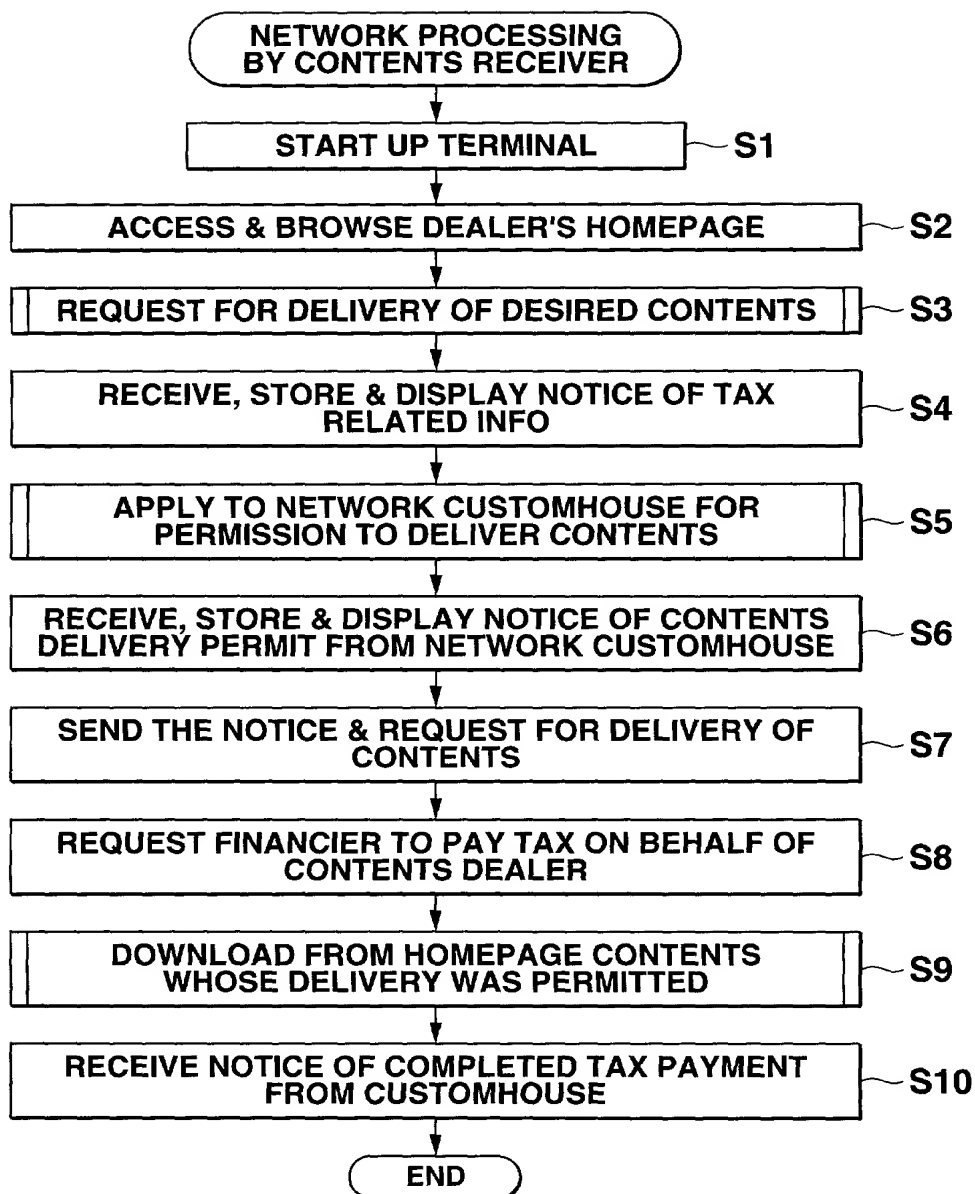 NETWORK PROCESSING
BY CONTENTS RECEIVER
START UP TERMINAL
S1
ACCESS & BROWSE DEALER'S HOMEPAGE
S2
REQUEST FOR DELIVERY OF DESIRED CONTENTS
S3
RECEIVE, STORE & DISPLAY NOTICE OF TAX
RELATED INFO
S4
APPLY TO NETWORK CUSTOMHOUSE FOR
PERMISSION TO DELIVER CONTENTS
S5
RECEIVE, STORE & DISPLAY NOTICE OF CONTENTS
DELIVERY PERMIT FROM NETWORK CUSTOMHOUSE
S6
SEND THE NOTICE & REQUEST FOR DELIVERY OF
CONTENTS
S7
REQUEST FINANCIER TO PAY TAX ON BEHALF OF
CONTENTS DEALER
S8
DOWNLOAD FROM HOMEPAGE CONTENTS
WHOSE DELIVERY WAS PERMITTED
S9
RECEIVE NOTICE OF COMPLETED TAX PAYMENT
FROM CUSTOMHOUSE
S10
END